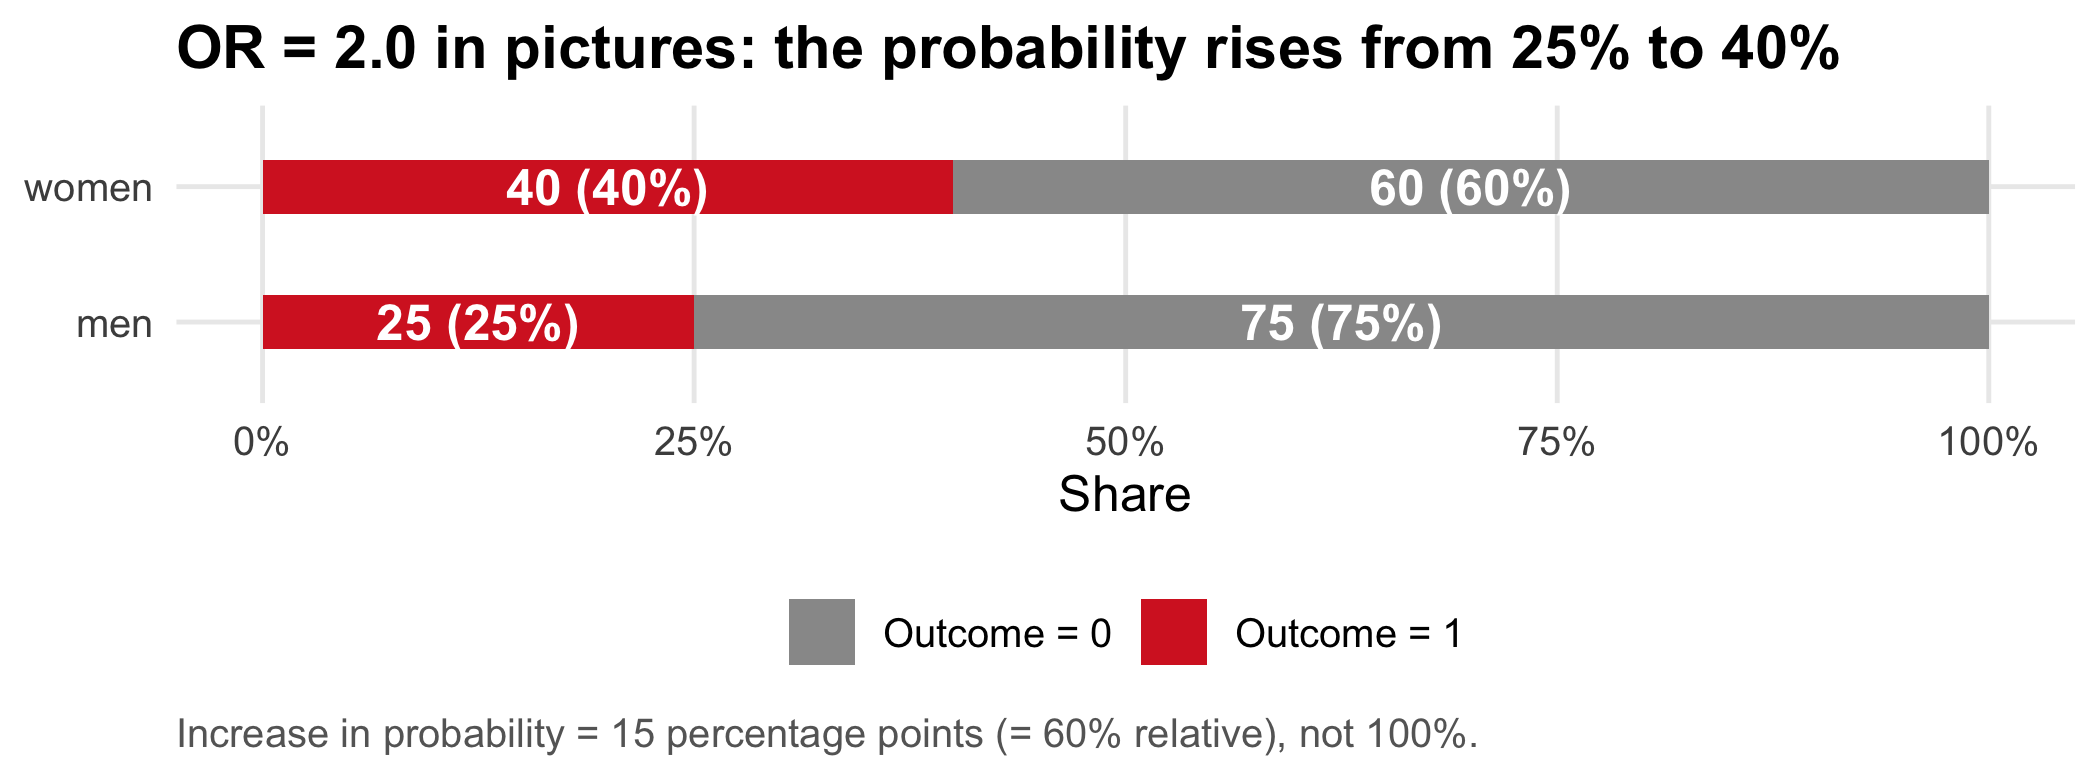 OR = 2.0 in pictures: the probability rises from 25% to 40%
women
40 (40%)
60 (60%)
men
25 (25%)
75 (75%)
0%
25%
50%
75%
100%
Share
Outcome = 0
Outcome = 1
Increase in probability = 15 percentage points (= 60% relative), not 100%.